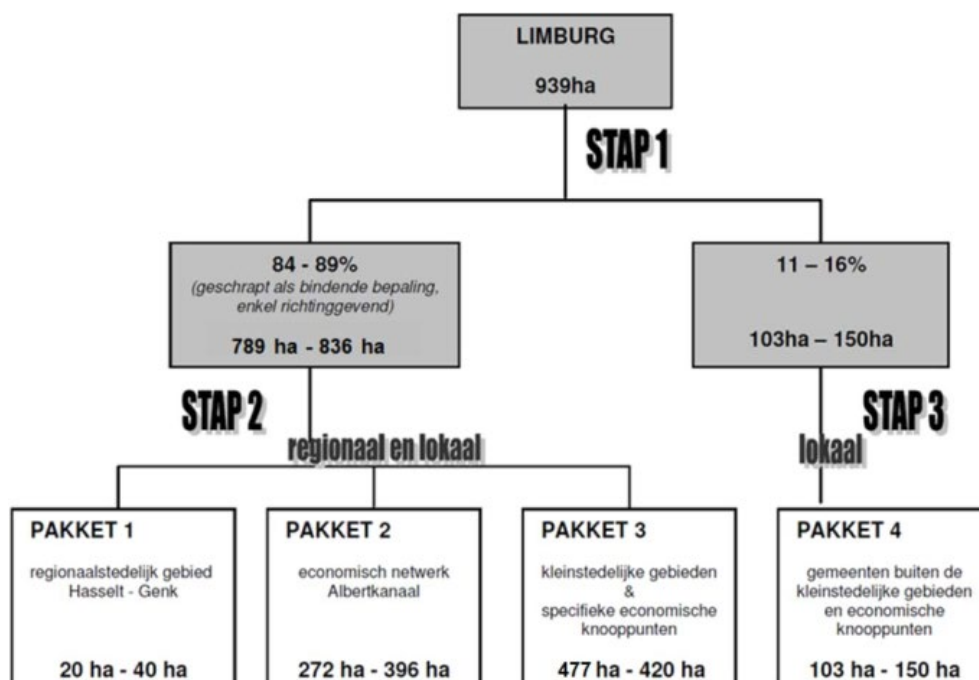 LIMBURG
939ha
STAP 1
84 - 89%
(geschrapt als bindende bepaling,
enkel richtinggevend)
789 ha - 836 ha
11 – 16%
103ha – 150ha
STAP 2
regionaal en lokaal
STAP 3
lokaal
PAKKET 1
regionaalstedelijk gebied
Hasselt - Genk
20 ha - 40 ha
PAKKET 2
economisch netwerk
Albertkanaal
272 ha - 396 ha
PAKKET 3
kleinstedelijke gebieden
&
specifieke economische
knooppunten
477 ha - 420 ha
PAKKET 4
gemeenten buiten de
kleinstedelijke gebieden
en economische
knooppunten
103 ha - 150 ha